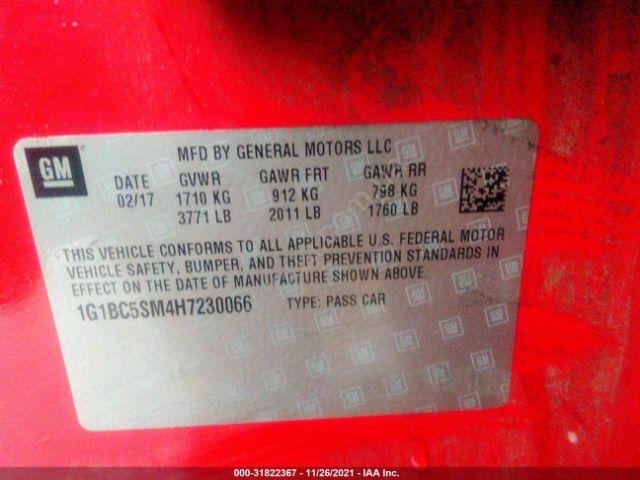 GM
MFD BY GENERAL MOTORS LLC
DATE GVWR GAWR FRT GAWR RR
02/17 1710 KG 912 KG 798 KG
3771 LB 2011 LB 1760 LB
THIS VEHICLE CONFORMS TO ALL APPLICABLE U.S. FEDERAL MOTOR
VEHICLE SAFETY, BUMPER, AND THEFT PREVENTION STANDARDS IN
EFFECT ON THE DATE OF MANUFACTURE SHOWN ABOVE.
1G1BC5SM4H7230066 TYPE: PASS CAR
000-31822367 - 11/26/2021 - IAA Inc.